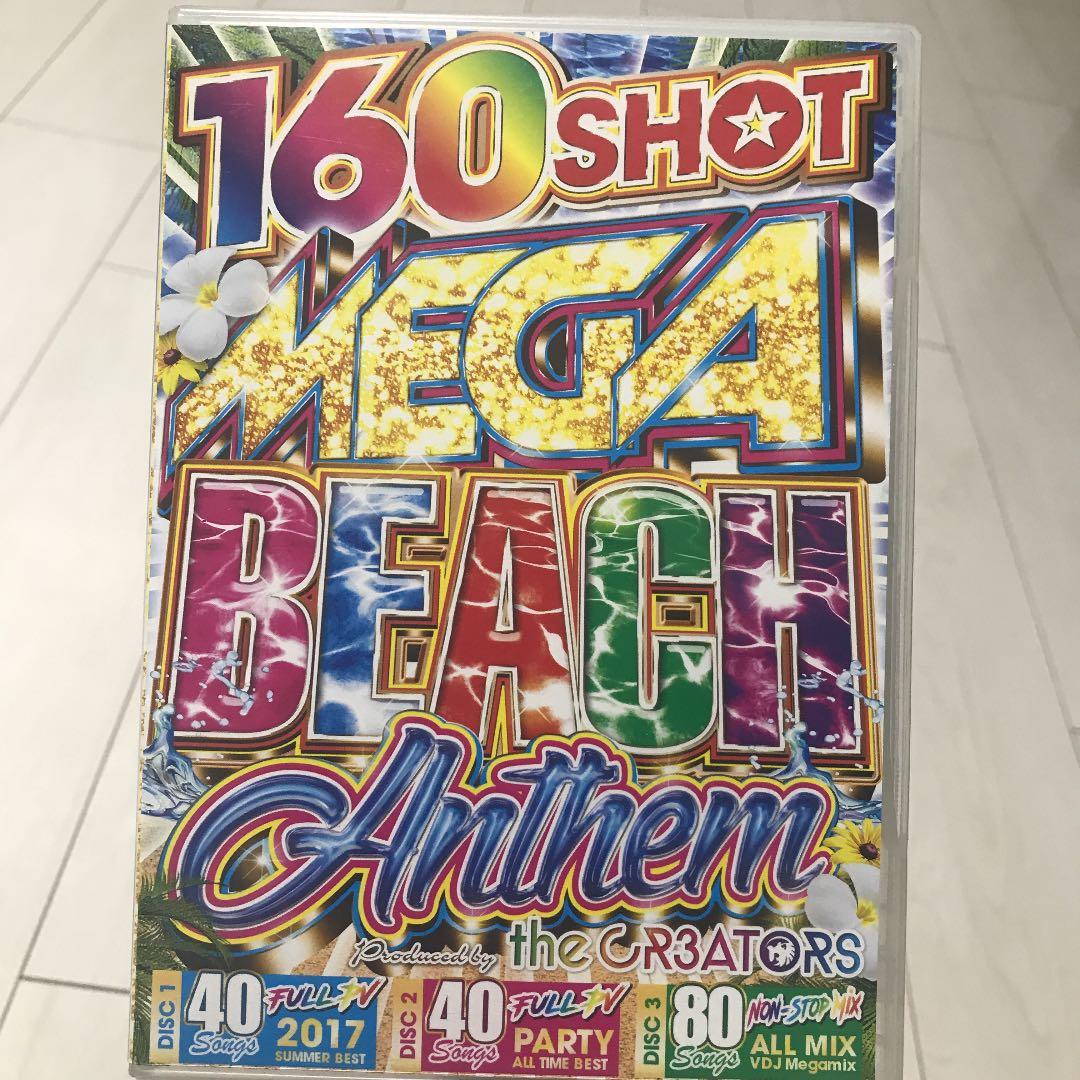 160 SHOT
MEGA
BEACH
Anthem
Produced by the CR3ATORS
DISC 1 40 Songs FULL PV 2017 SUMMER BEST
DISC 2 40 Songs FULL PV PARTY ALL TIME BEST
DISC 3 80 Songs NON-STOP MIX ALL MIX VDJ Megamix